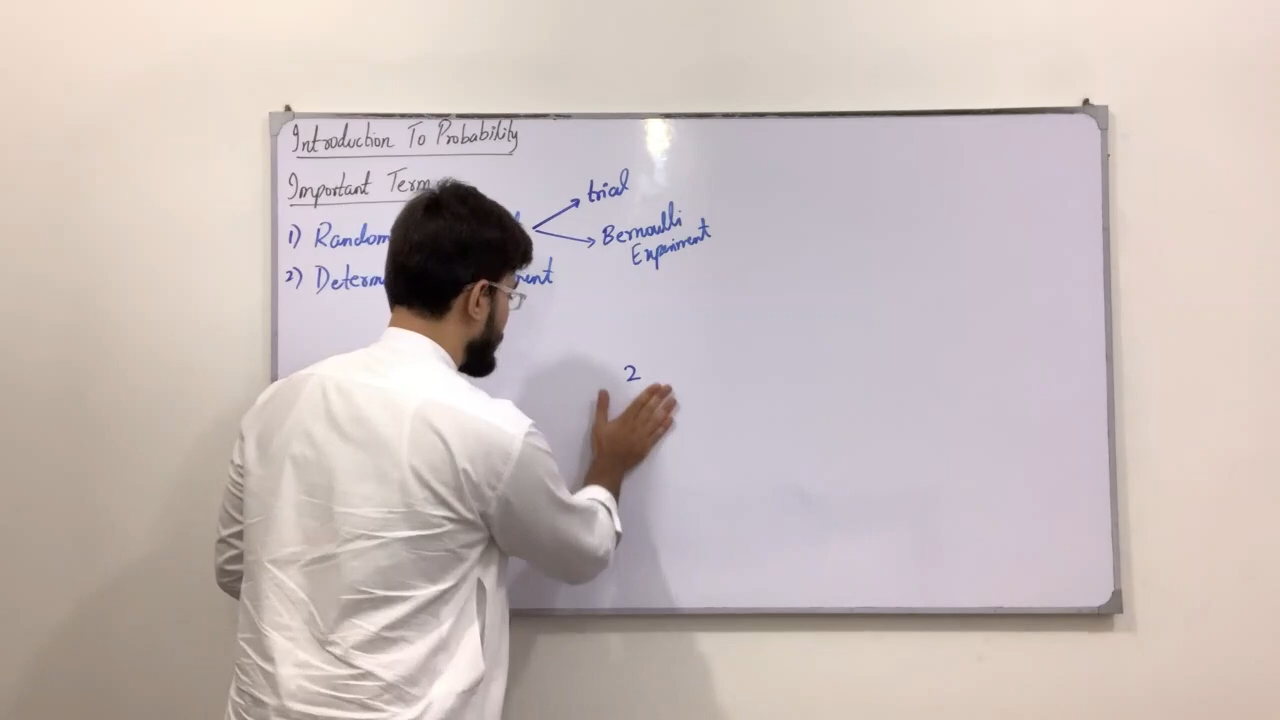 Introduction To Probability
Important Term
1) Random
trial
Bernoulli
Experiment
2) Determ
2